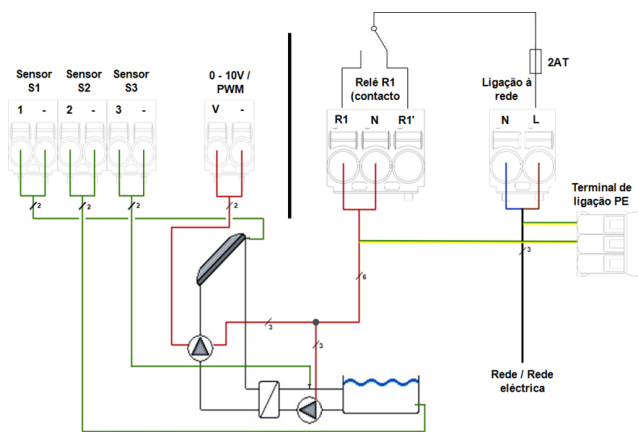 Sensor S1
Sensor S2
Sensor S3
0 - 10V / PWM
1 -
2 -
3 -
V -
Relé R1 (contacto
R1 N R1'
Ligação à rede
2AT
N L
Terminal de ligação PE
2
2
2
2
6
3
3
3
Rede / Rede eléctrica